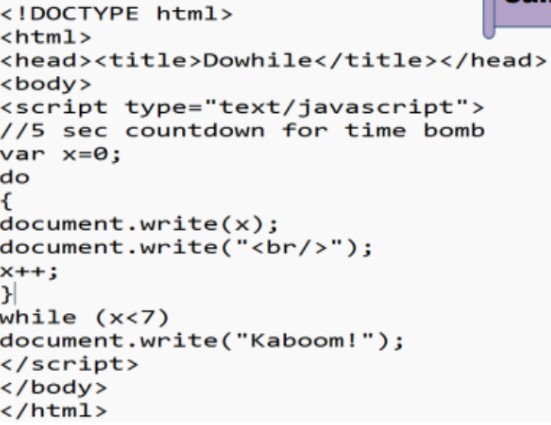 <!DOCTYPE html>
<html>
<head><title>Dowhile</title></head>
<body>
<script type="text/javascript">
//5 sec countdown for time bomb
var x=0;
do
{
document.write(x);
document.write("<br/>");
x++;
}
while (x<7)
document.write("Kaboom!");
</script>
</body>
</html>